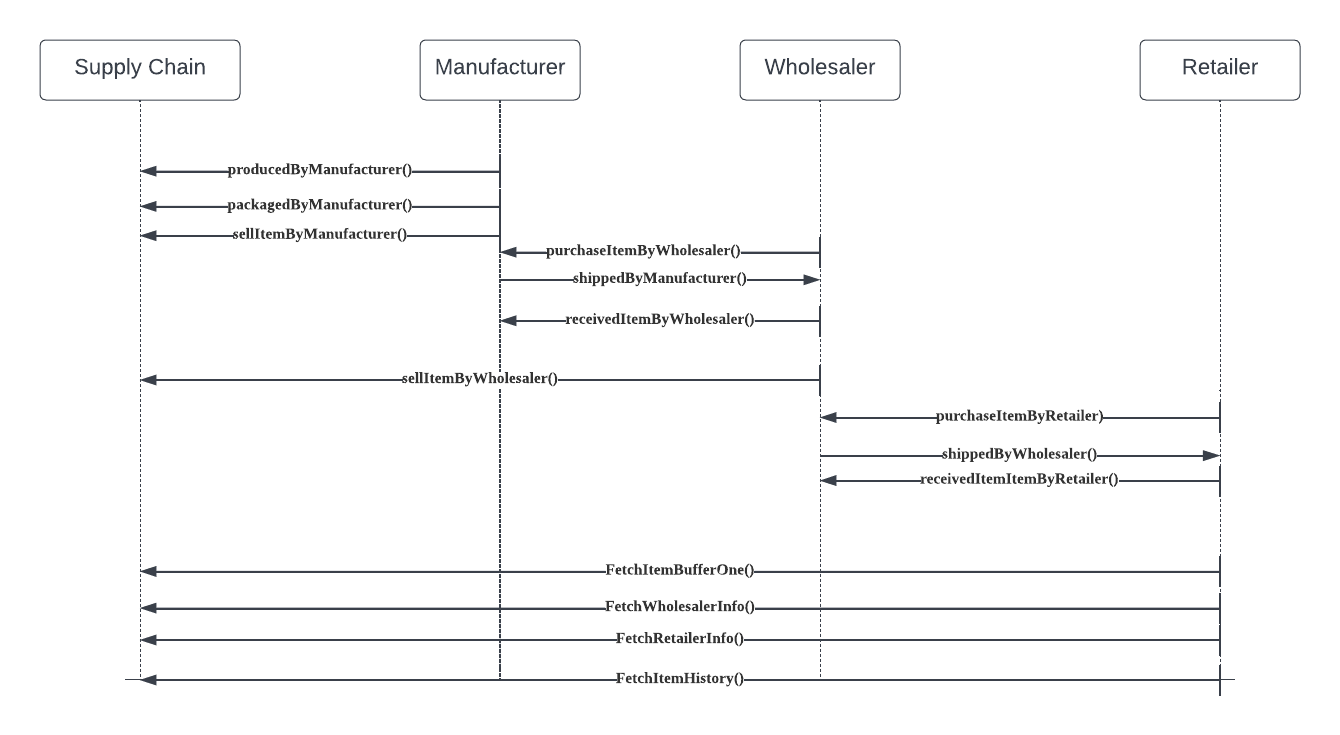 Supply Chain
Manufacturer
Wholesaler
Retailer
producedByManufacturer()
packagedByManufacturer()
sellItemByManufacturer()
purchaseItemByWholesaler()
shippedByManufacturer()
receivedItemByWholesaler()
sellItemByWholesaler()
purchaseItemByRetailer)
shippedByWholesaler()
receivedItemItemByRetailer()
FetchItemBufferOne()
FetchWholesalerInfo()
FetchRetailerInfo()
FetchItemHistory()